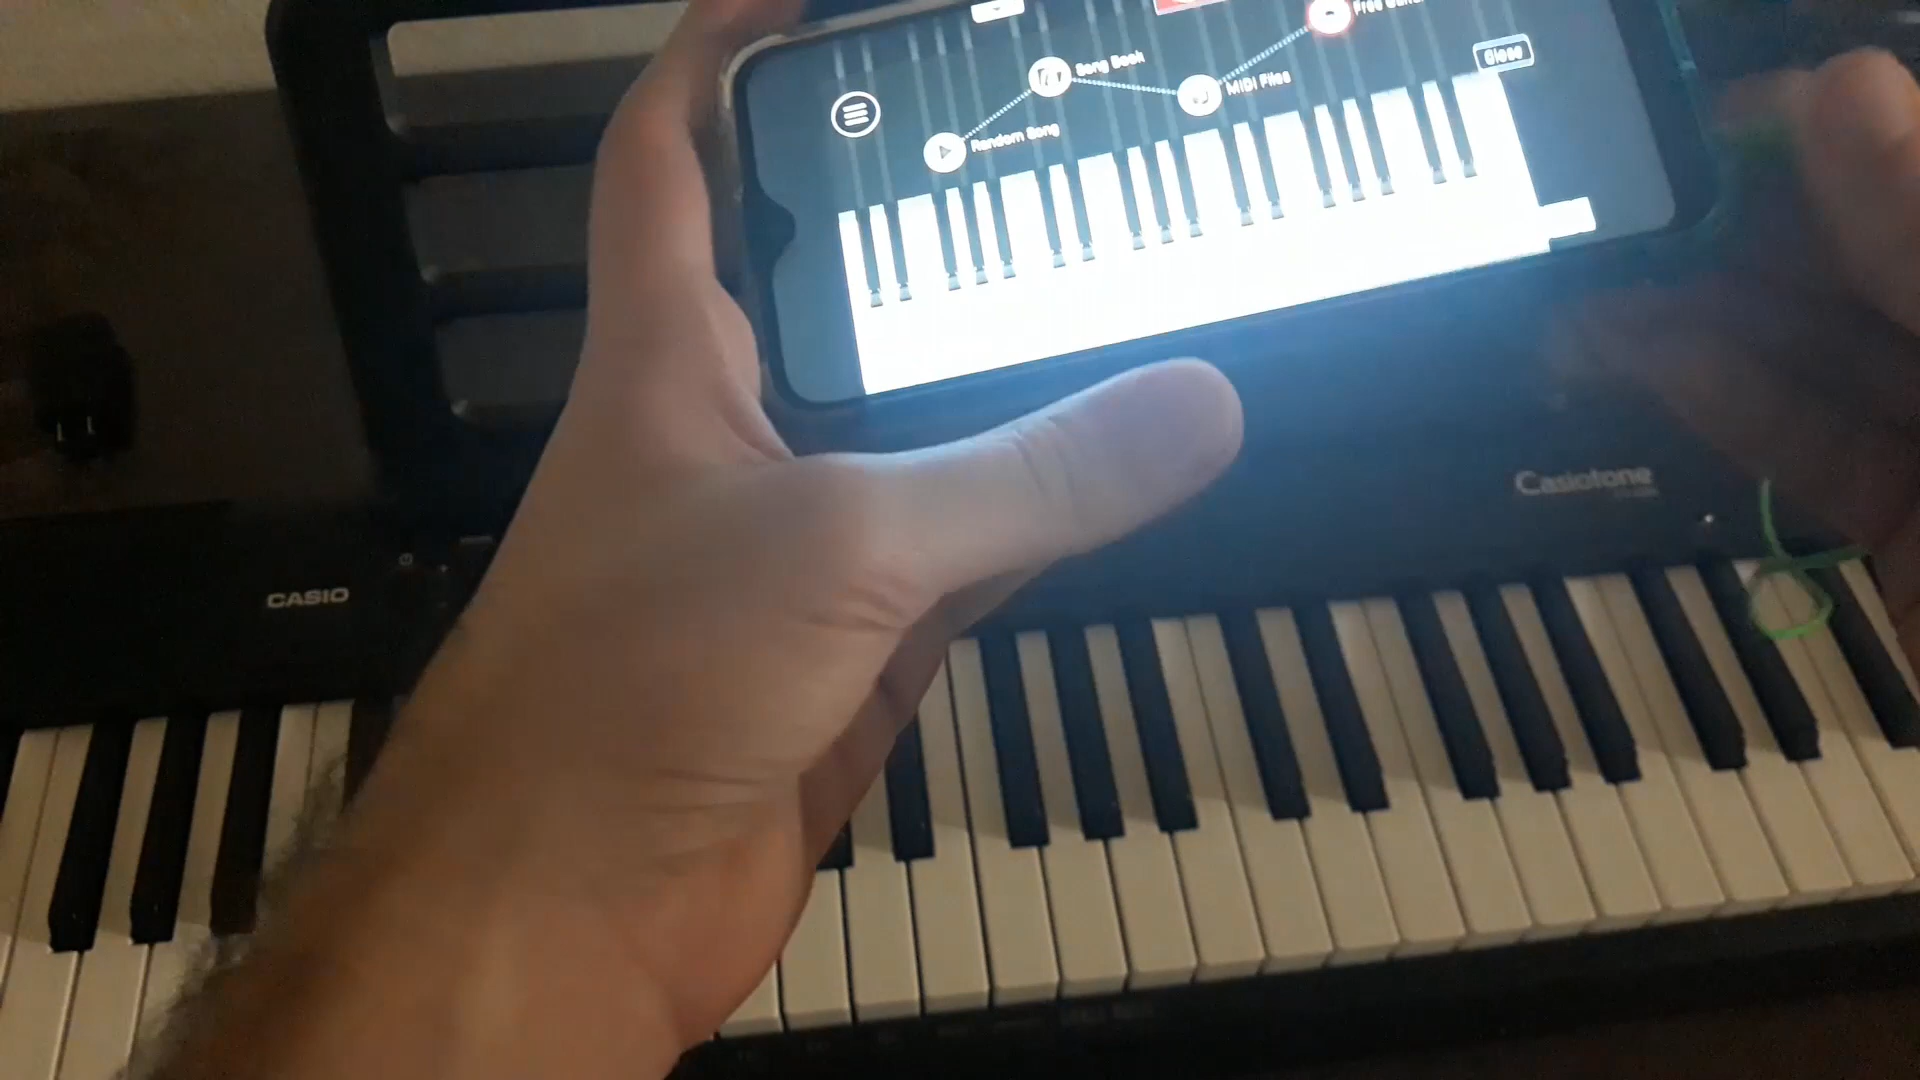 Song Book
MIDI Files
Close
Random Song
Casiotone
CASIO